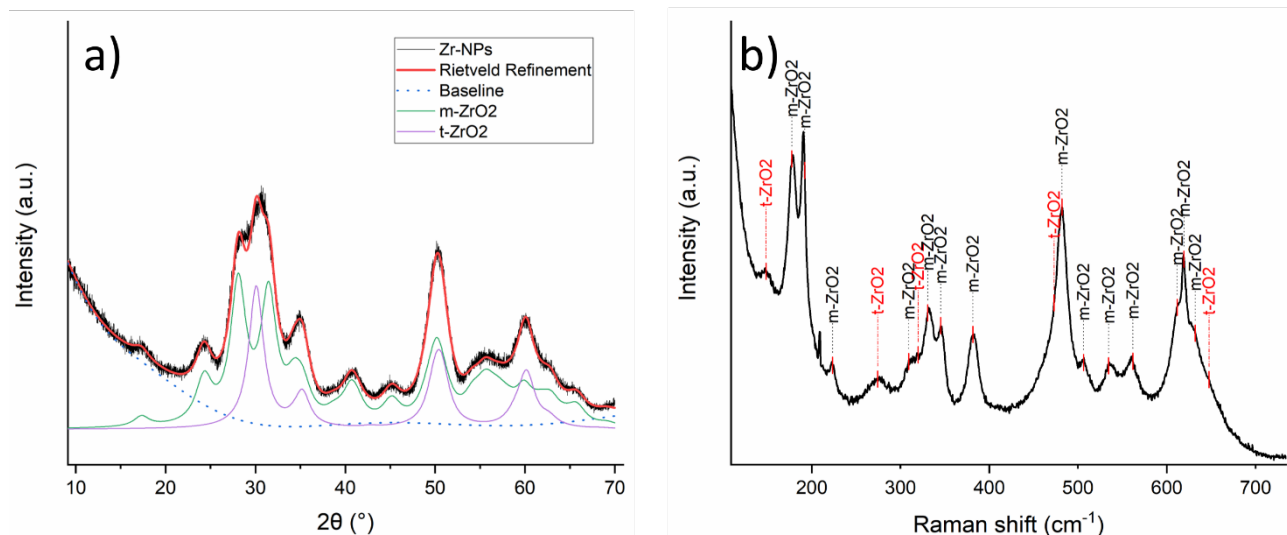 a)
Zr-NPs
Rietveld Refinement
Baseline
m-ZrO2
t-ZrO2
Intensity (a.u.)
10 20 30 40 50 60 70
2θ (°)
b)
t-ZrO2
m-ZrO2
m-ZrO2
m-ZrO2
t-ZrO2
m-ZrO2
t-ZrO2
m-ZrO2
m-ZrO2
m-ZrO2
t-ZrO2
m-ZrO2
m-ZrO2
m-ZrO2
m-ZrO2
m-ZrO2
m-ZrO2
m-ZrO2
t-ZrO2
Intensity (a.u.)
200 300 400 500 600 700
Raman shift (cm⁻¹)